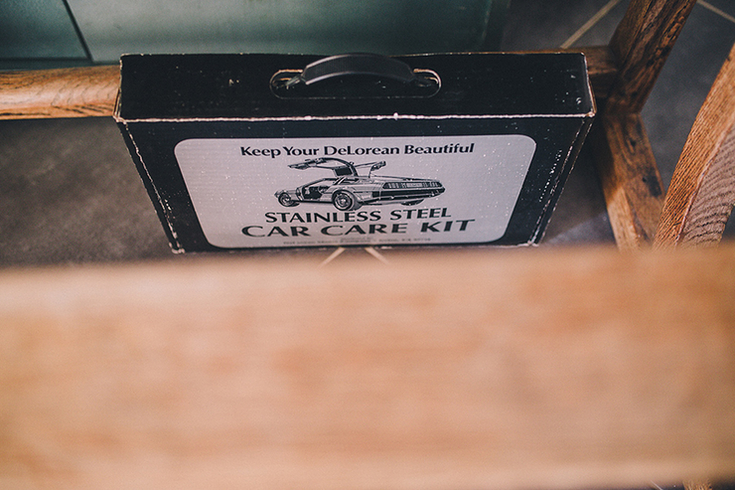 Keep Your DeLorean Beautiful
STAINLESS STEEL
CAR CARE KIT